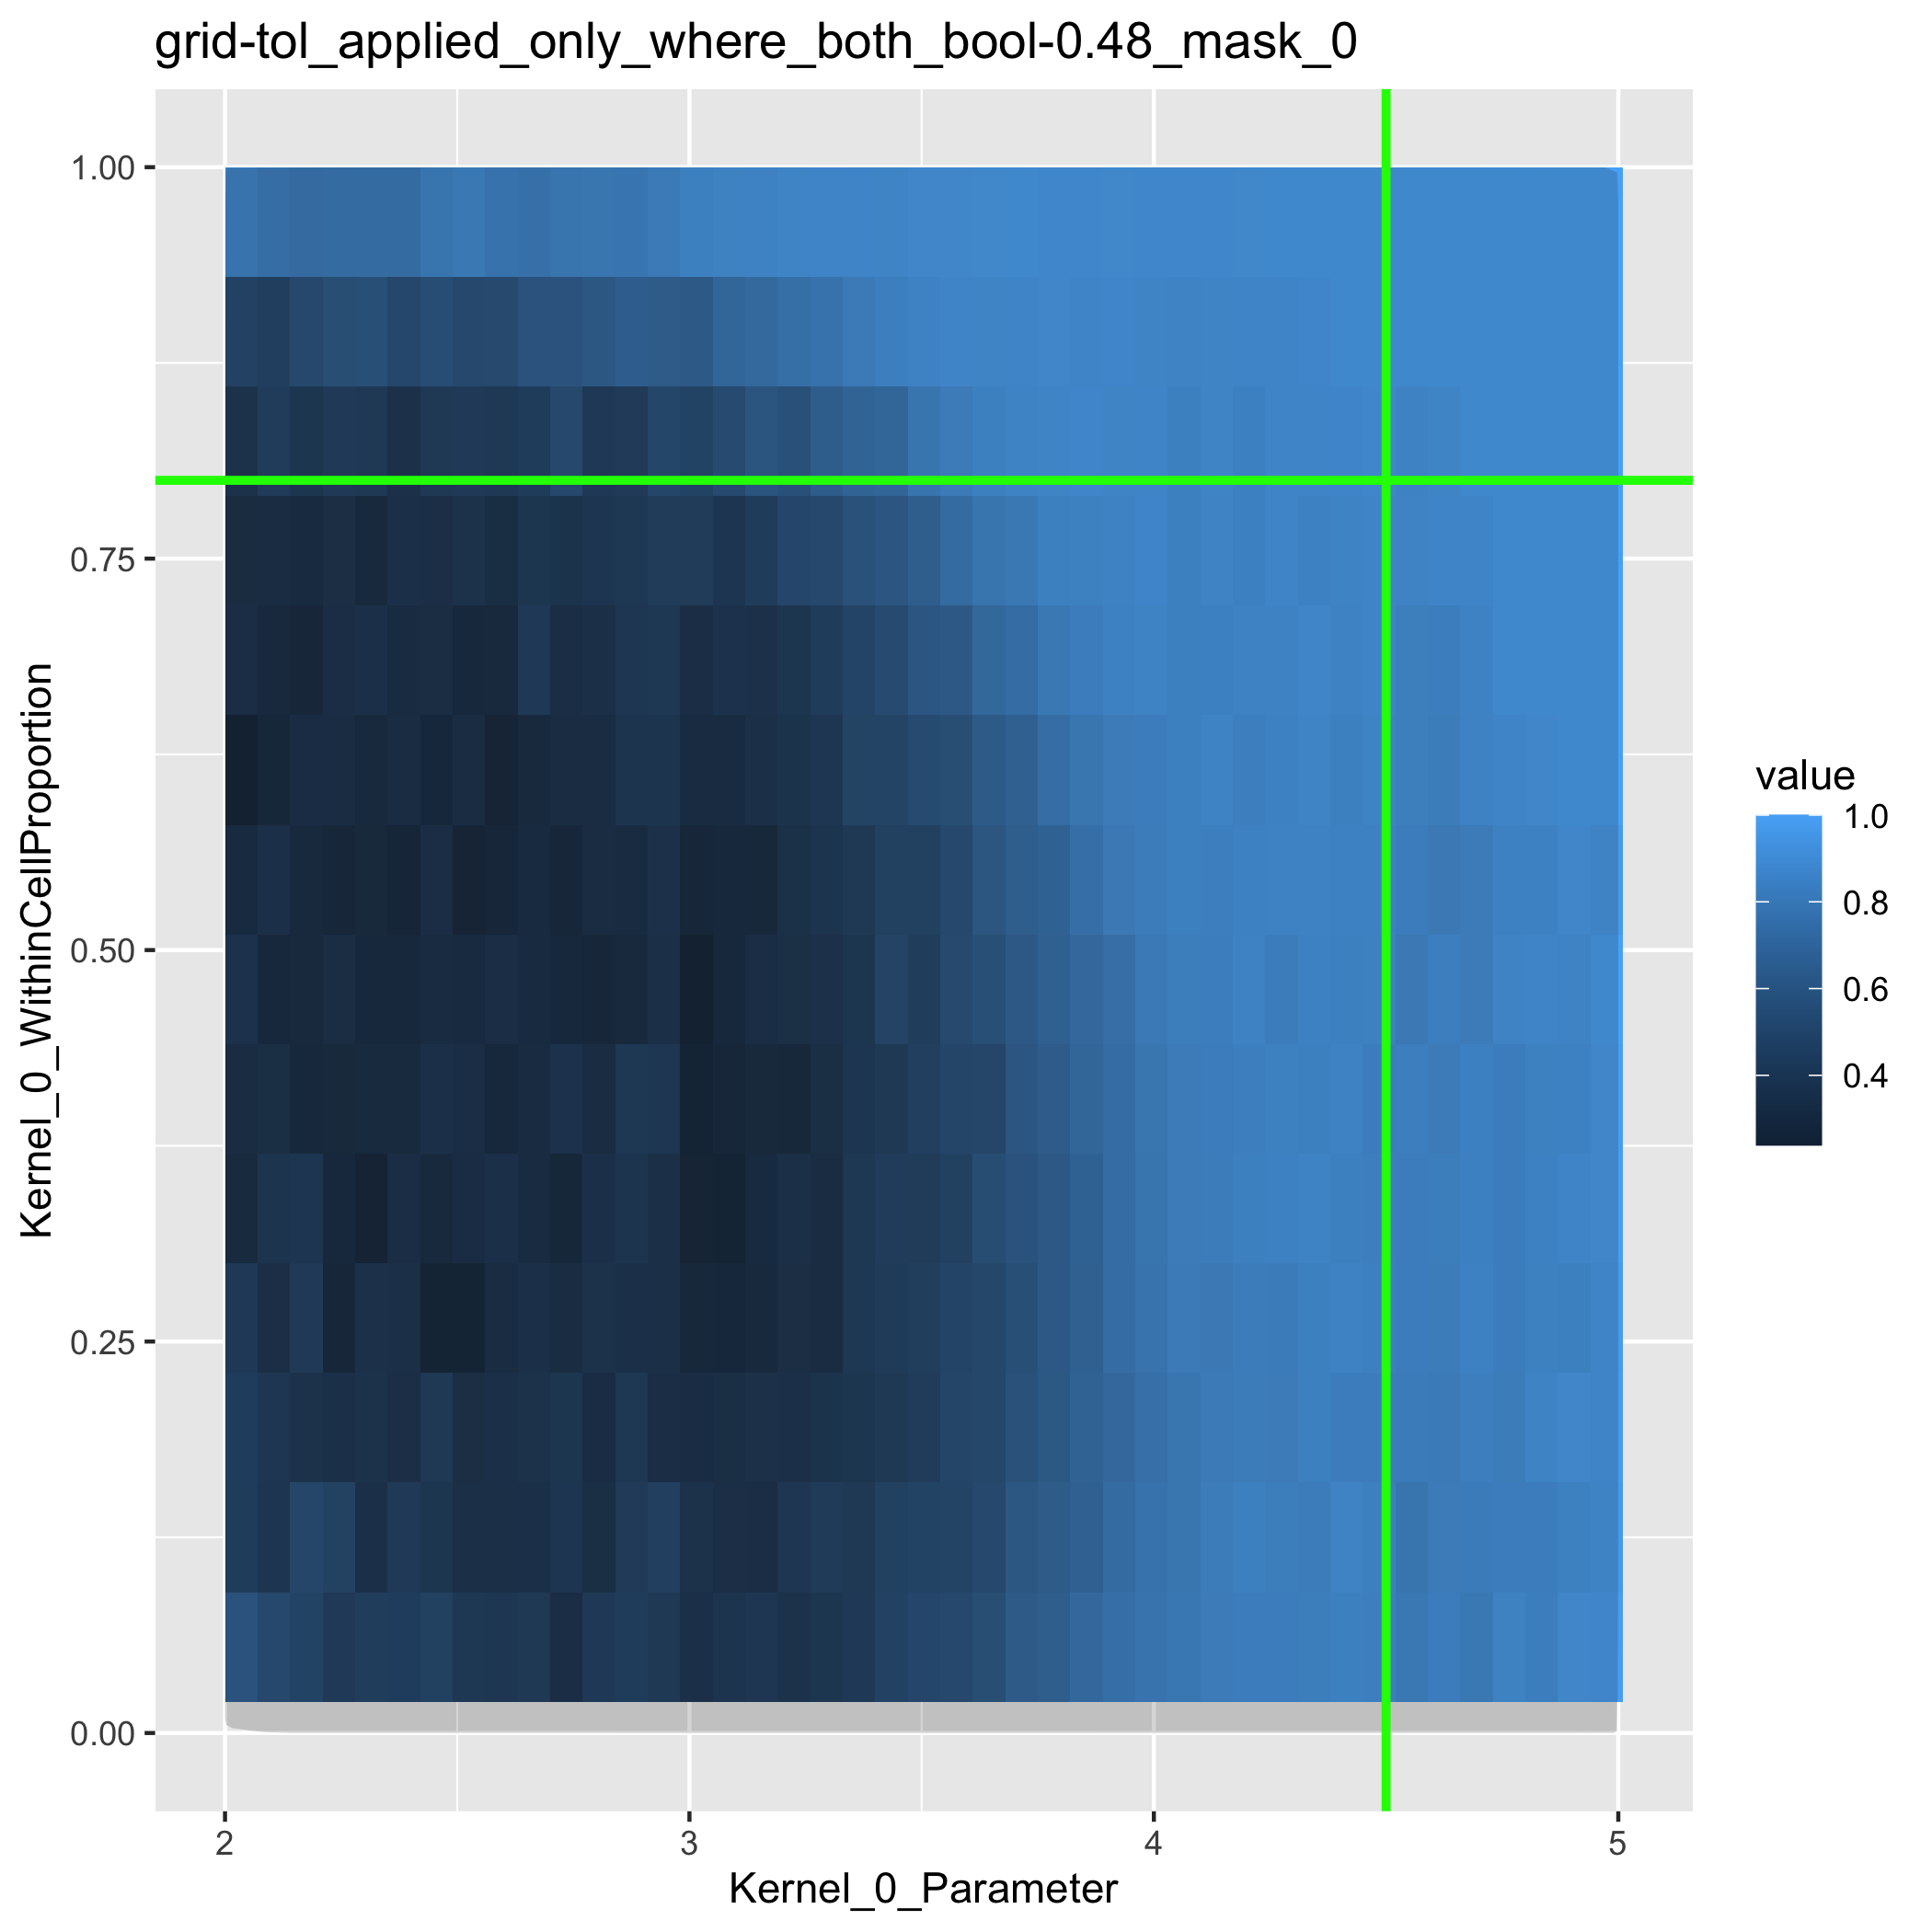 grid-tol_applied_only_where_both_bool-0.48_mask_0
1.00
0.75
0.50
0.25
0.00
Kernel_0_WithinCellProportion
2 3 4 5
Kernel_0_Parameter
value
1.0
0.8
0.6
0.4